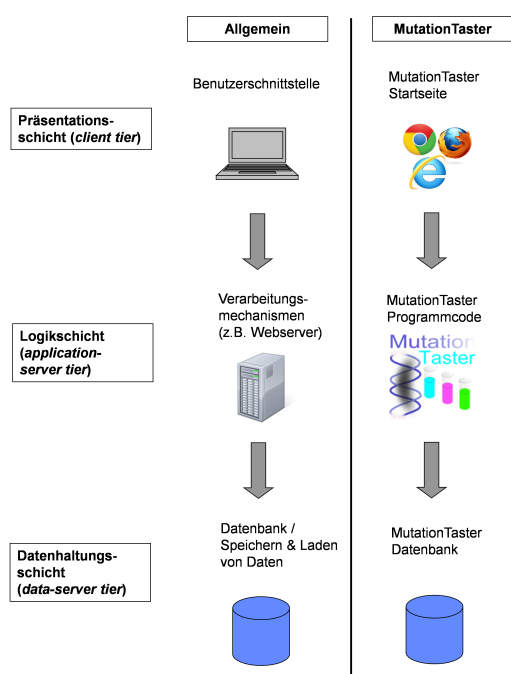 Allgemein
MutationTaster
Benutzerschnittstelle
MutationTaster
Startseite
Präsentations-
schicht (client tier)
Verarbeitungs-
mechanismen
(z.B. Webserver)
MutationTaster
Programmcode
Mutation
Taster
Logikschicht
(application-
server tier)
Datenbank /
Speichern & Laden
von Daten
MutationTaster
Datenbank
Datenhaltungs-
schicht
(data-server tier)